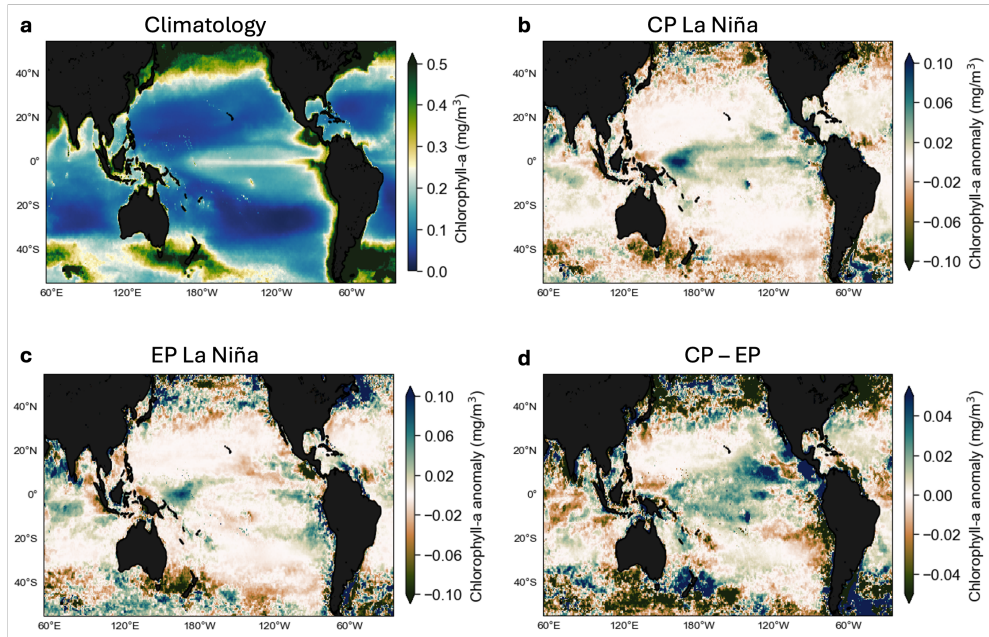 a
Climatology
40°N
20°N
0°
20°S
40°S
60°E
120°E
180°W
120°W
60°W
0.5
0.4
0.3
0.2
0.1
0.0
Chlorophyll-a (mg/m³)
b
CP La Niña
40°N
20°N
0°
20°S
40°S
60°E
120°E
180°W
120°W
60°W
0.10
0.06
0.02
−0.02
−0.06
−0.10
Chlorophyll-a anomaly (mg/m³)
c
EP La Niña
40°N
20°N
0°
20°S
40°S
60°E
120°E
180°W
120°W
60°W
0.10
0.06
0.02
−0.02
−0.06
−0.10
Chlorophyll-a anomaly (mg/m³)
d
CP – EP
40°N
20°N
0°
20°S
40°S
60°E
120°E
180°W
120°W
60°W
0.04
0.02
0.00
−0.02
−0.04
Chlorophyll-a anomaly (mg/m³)